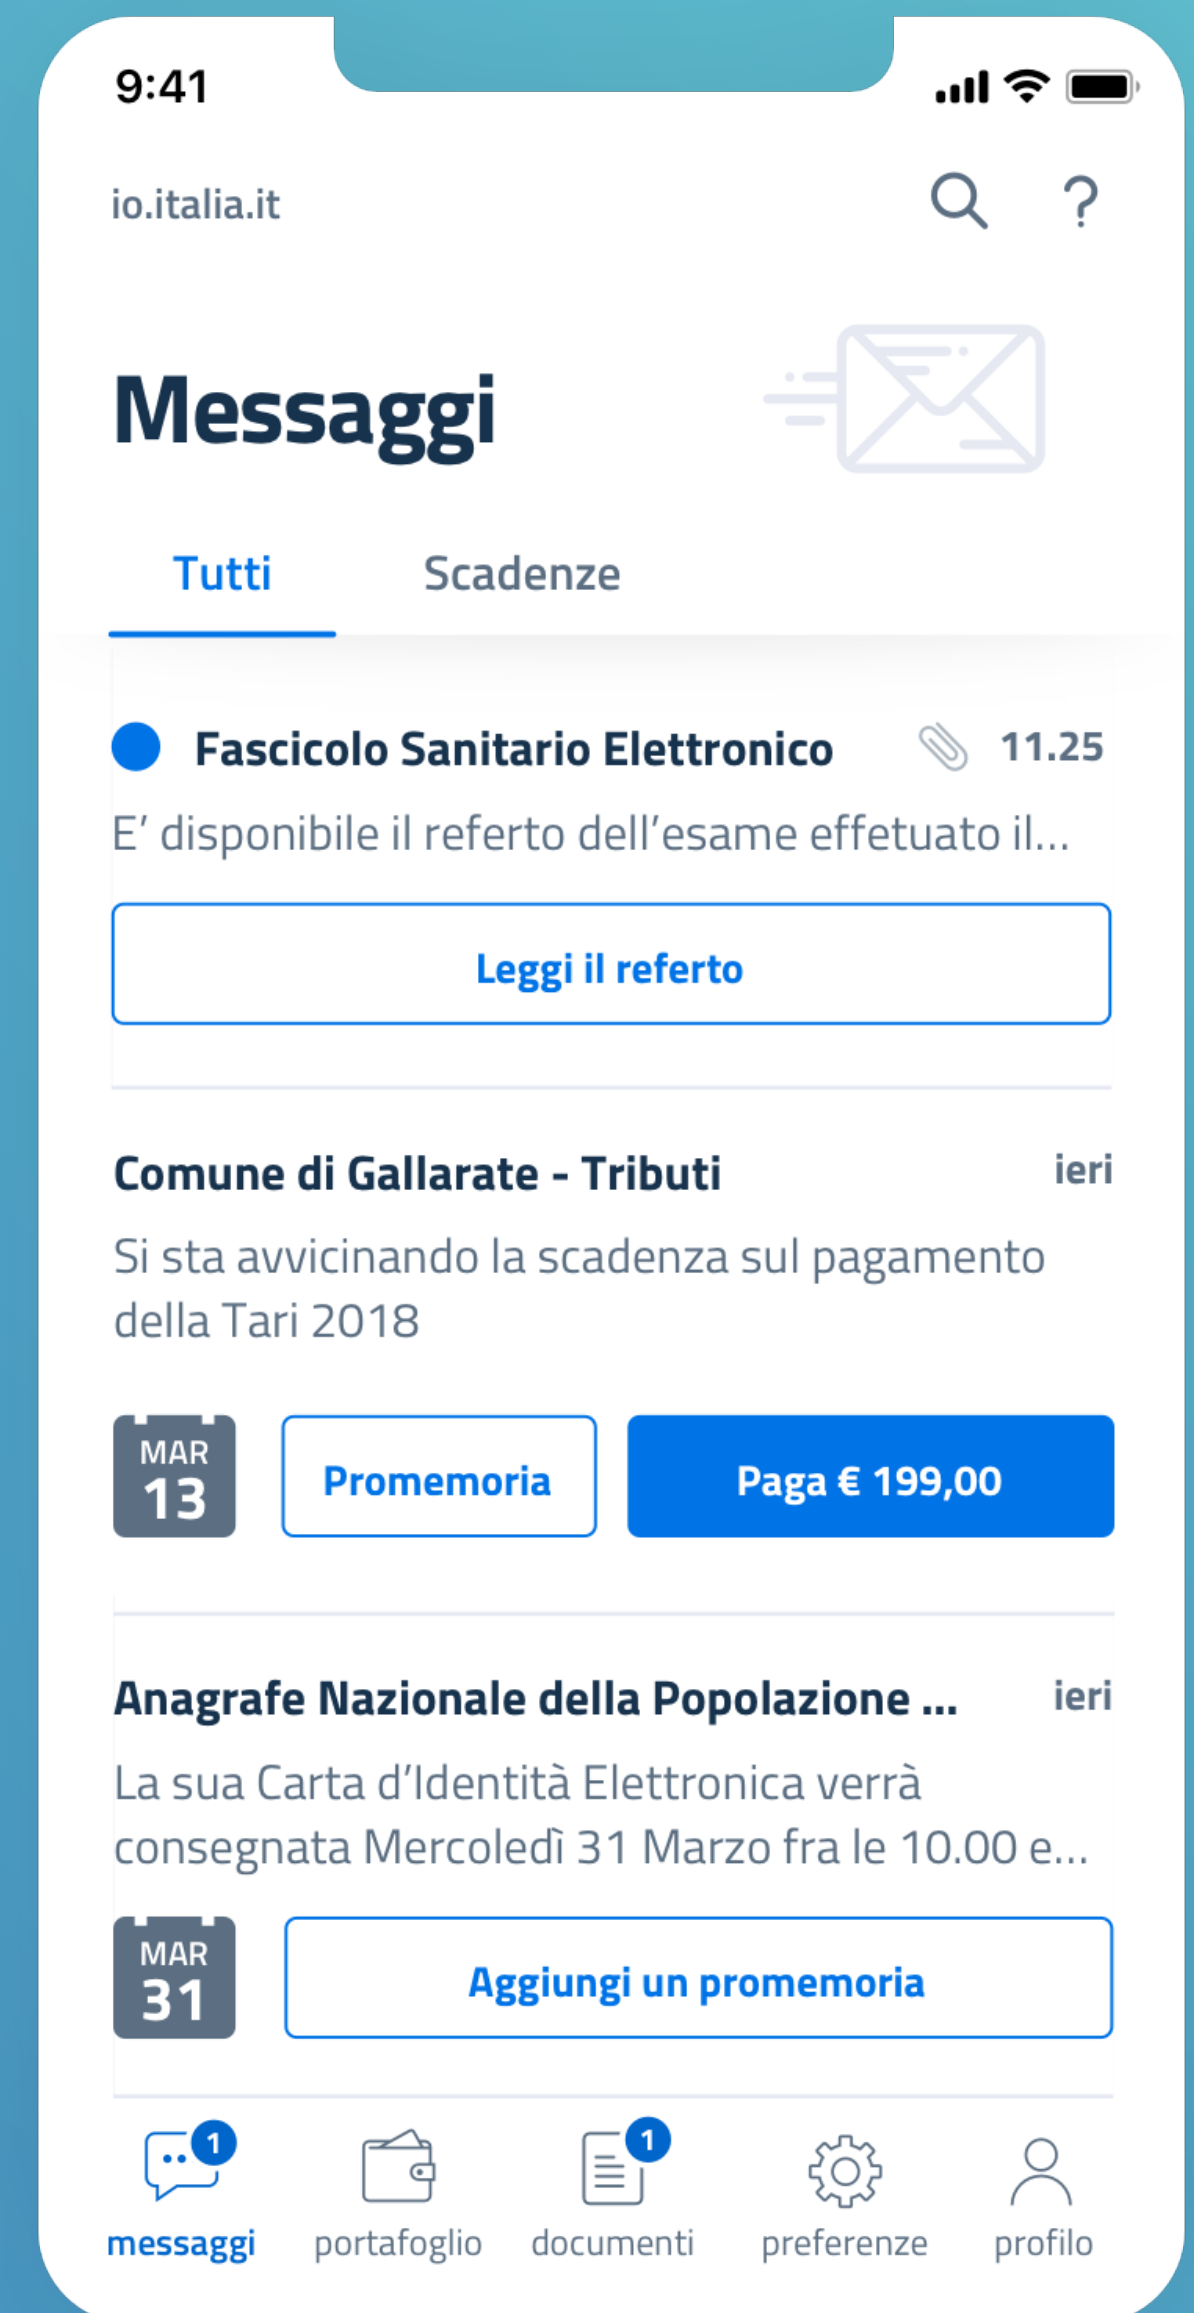 9:41
io.italia.it
Messaggi
Tutti Scadenze
Fascicolo Sanitario Elettronico 11.25
E’ disponibile il referto dell’esame effetuato il...
Leggi il referto
Comune di Gallarate - Tributi ieri
Si sta avvicinando la scadenza sul pagamento
della Tari 2018
MAR
13
Promemoria Paga € 199,00
Anagrafe Nazionale della Popolazione ... ieri
La sua Carta d’Identità Elettronica verrà
consegnata Mercoledì 31 Marzo fra le 10.00 e...
MAR
31
Aggiungi un promemoria
1 1
messaggi portafoglio documenti preferenze profilo